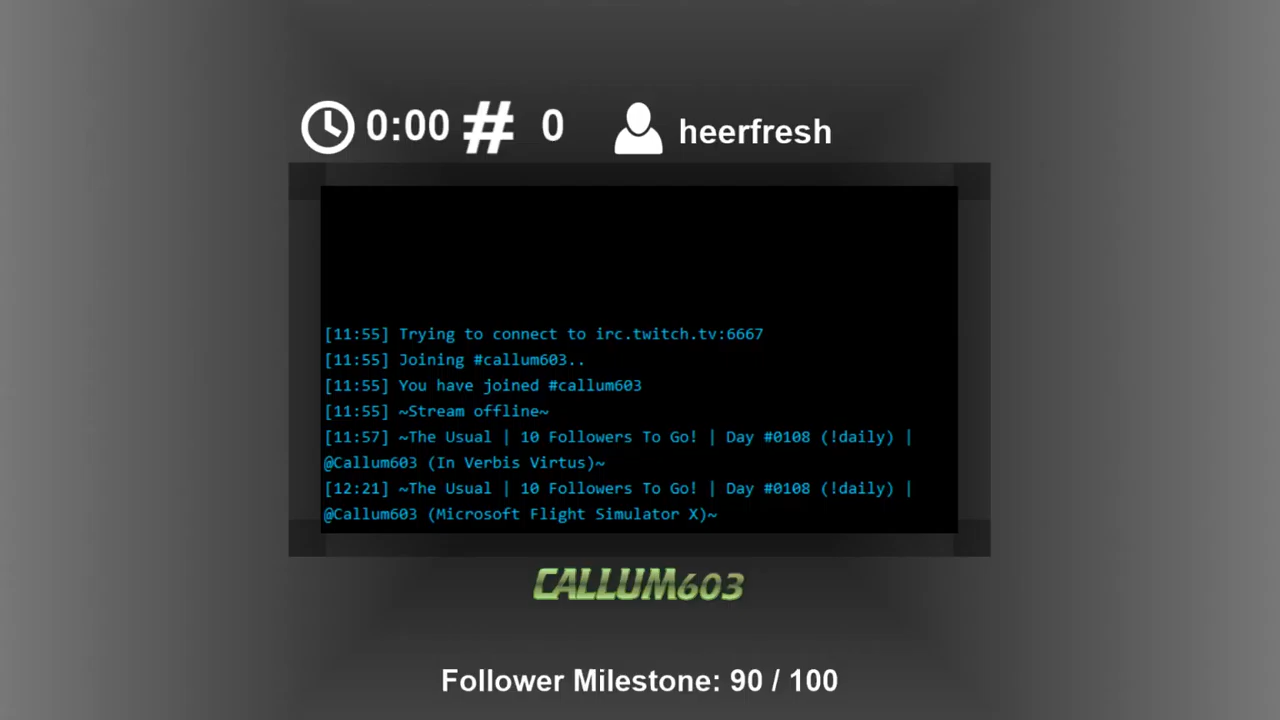 0:00 # 0 heerfresh
[11:55] Trying to connect to irc.twitch.tv:6667
[11:55] Joining #callum603..
[11:55] You have joined #callum603
[11:55] ~Stream offline~
[11:57] ~The Usual | 10 Followers To Go! | Day #0108 (!daily) |
@Callum603 (In Verbis Virtus)~
[12:21] ~The Usual | 10 Followers To Go! | Day #0108 (!daily) |
@Callum603 (Microsoft Flight Simulator X)~
CALLUM603
Follower Milestone: 90 / 100